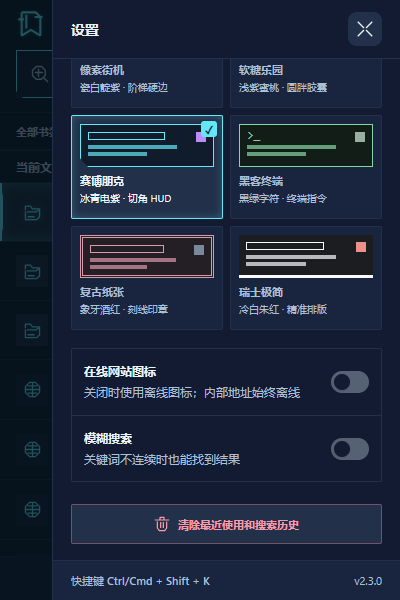 设置
像素街机
瓷白靛紫 · 阶梯硬边
软糖乐园
浅紫蜜桃 · 圆胖胶囊
赛博朋克
冰青电紫 · 切角 HUD
>_
黑客终端
黑绿字符 · 终端指令
复古纸张
象牙酒红 · 刻线印章
瑞士极简
冷白朱红 · 精准排版
全部书
当前文
在线网站图标
关闭时使用离线图标；内部地址始终离线
模糊搜索
关键词不连续时也能找到结果
清除最近使用和搜索历史
快捷键 Ctrl/Cmd + Shift + K
v2.3.0